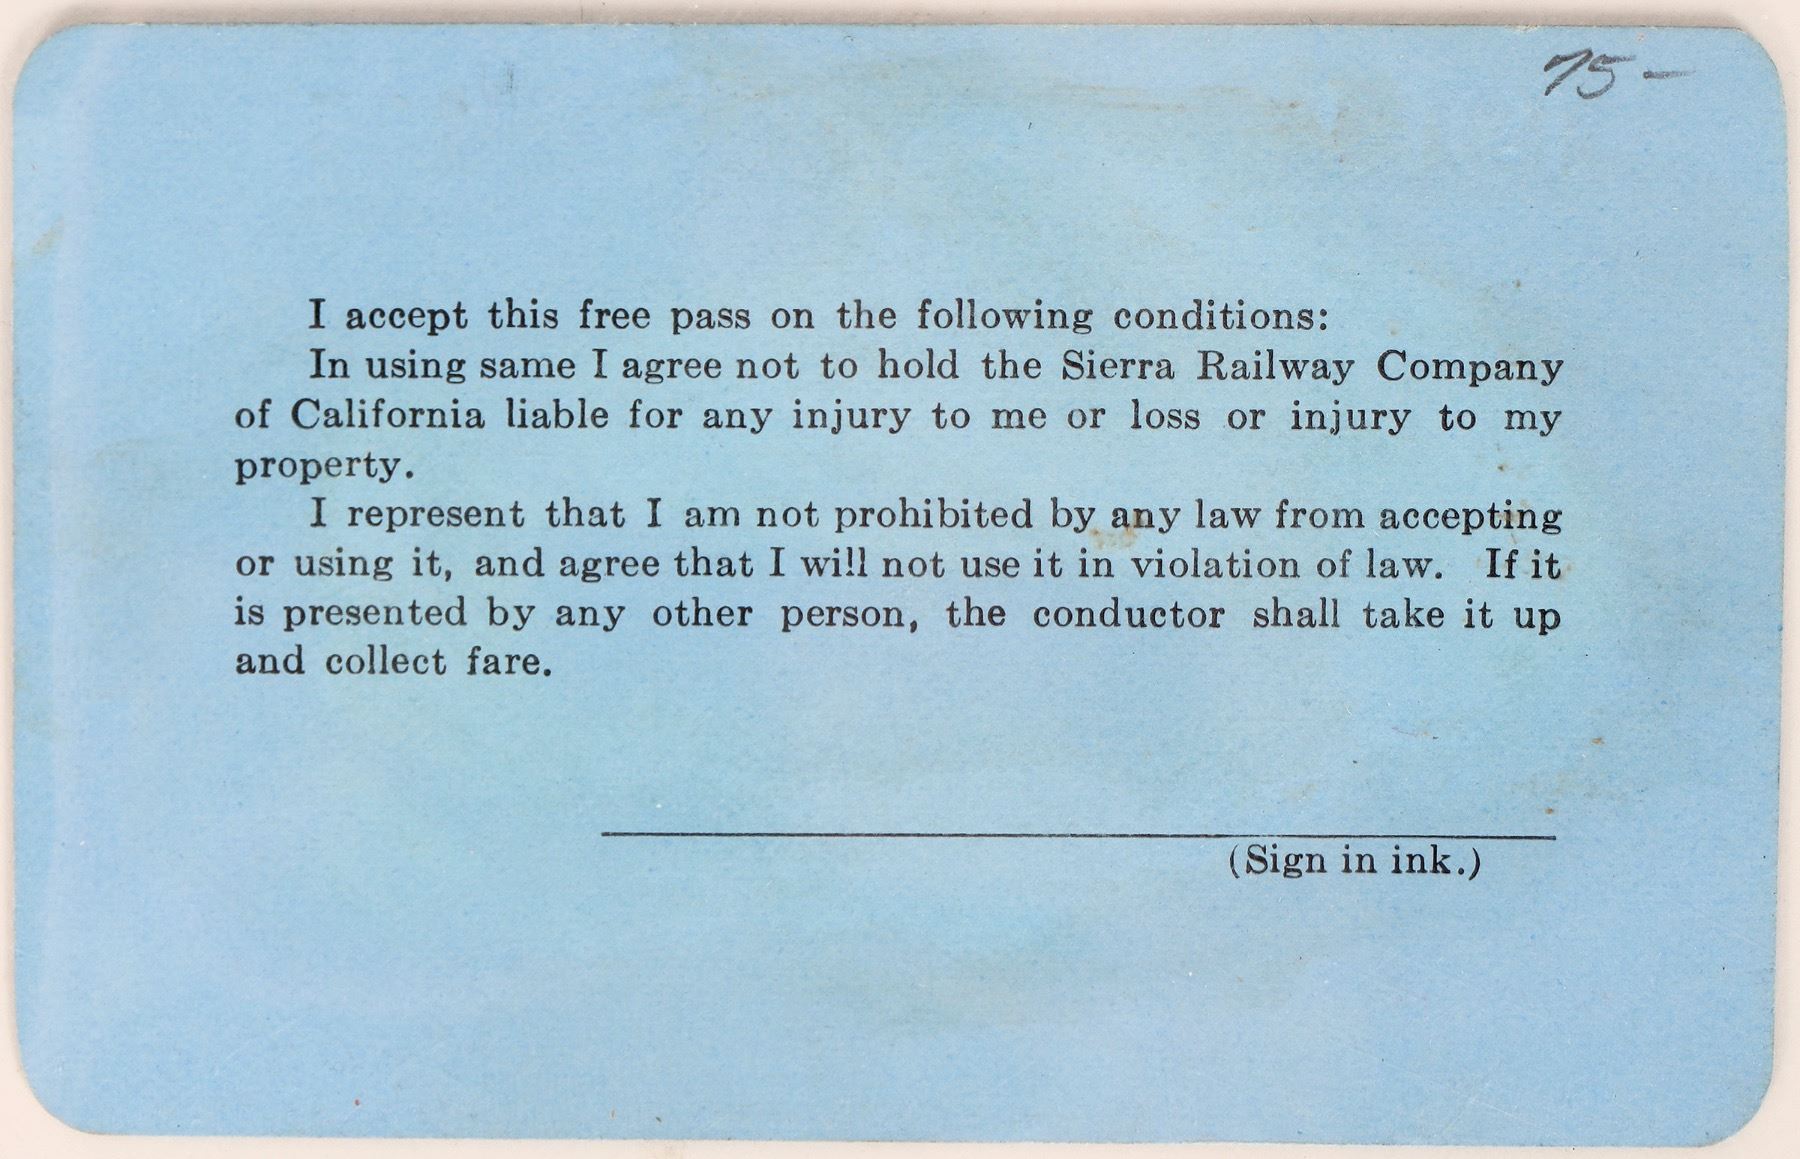 75-
I accept this free pass on the following conditions:
In using same I agree not to hold the Sierra Railway Company
of California liable for any injury to me or loss or injury to my
property.
I represent that I am not prohibited by any law from accepting
or using it, and agree that I will not use it in violation of law. If it
is presented by any other person, the conductor shall take it up
and collect fare.
(Sign in ink.)